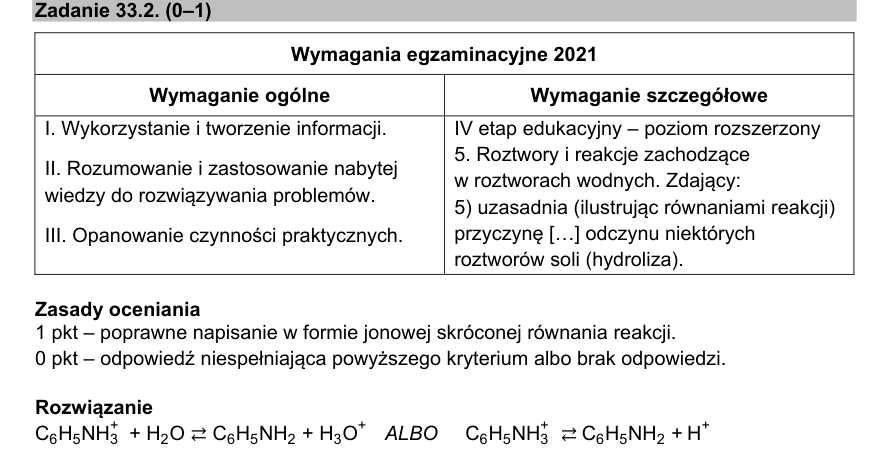 Zadanie 33.2. (0–1)
Wymagania egzaminacyjne 2021
Wymaganie ogólne
Wymaganie szczegółowe
I. Wykorzystanie i tworzenie informacji.
II. Rozumowanie i zastosowanie nabytej
wiedzy do rozwiązywania problemów.
III. Opanowanie czynności praktycznych.
IV etap edukacyjny – poziom rozszerzony
5. Roztwory i reakcje zachodzące
w roztworach wodnych. Zdający:
5) uzasadnia (ilustrując równaniami reakcji)
przyczynę […] odczynu niektórych
roztworów soli (hydroliza).
Zasady oceniania
1 pkt – poprawne napisanie w formie jonowej skróconej równania reakcji.
0 pkt – odpowiedź niespełniająca powyższego kryterium albo brak odpowiedzi.
Rozwiązanie
C₆H₅NH₃⁺ + H₂O ⇄ C₆H₅NH₂ + H₃O⁺ ALBO C₆H₅NH₃⁺ ⇄ C₆H₅NH₂ + H⁺